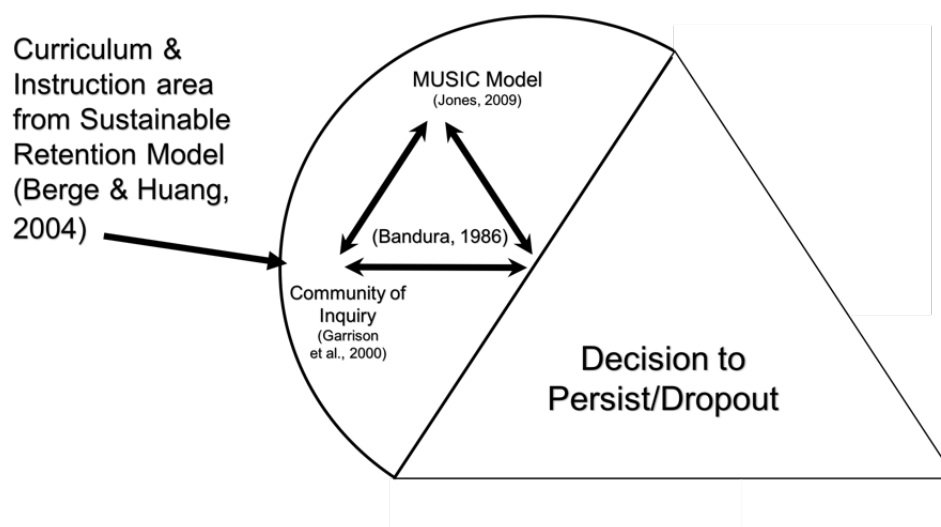 Curriculum &
Instruction area
from Sustainable
Retention Model
(Berge & Huang,
2004)
MUSIC Model
(Jones, 2009)
(Bandura, 1986)
Community of
Inquiry
(Garrison
et al., 2000)
Decision to
Persist/Dropout